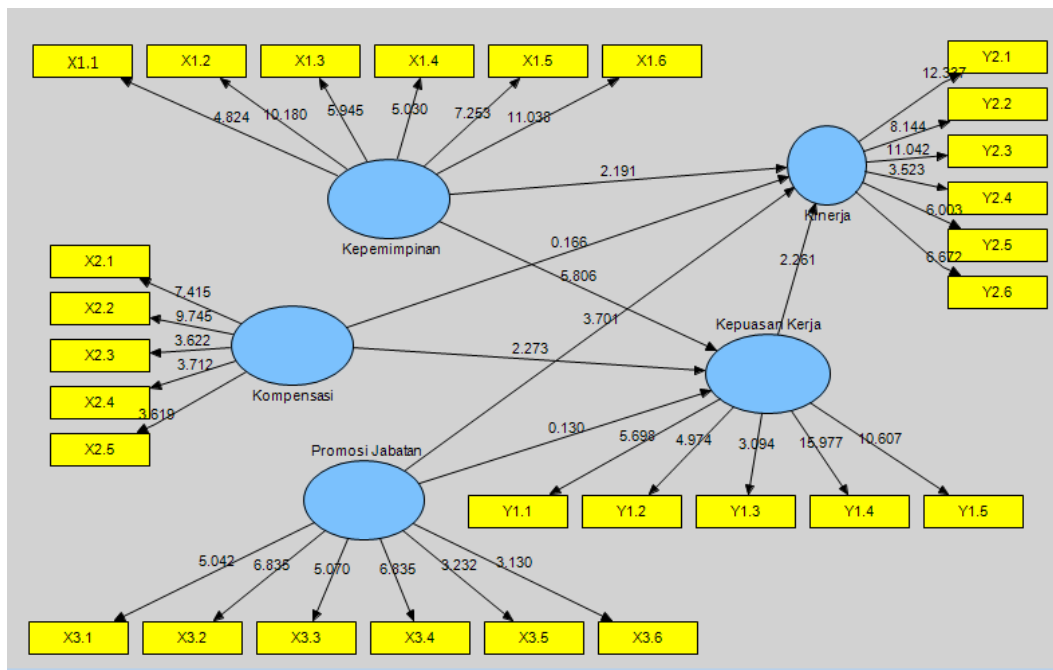 X1.1
X1.2
X1.3
X1.4
X1.5
X1.6
4.824
10.180
5.945
5.030
7.253
11.038
Kepemimpinan
2.191
5.806
Y2.1
Y2.2
Y2.3
Y2.4
Y2.5
Y2.6
12.337
8.144
11.042
3.523
6.003
6.672
Kinerja
0.166
2.261
3.701
X2.1
X2.2
X2.3
X2.4
X2.5
7.415
9.745
3.622
3.712
3.619
Kompensasi
2.273
Kepuasan Kerja
0.130
5.698
4.974
3.094
15.977
10.607
Y1.1
Y1.2
Y1.3
Y1.4
Y1.5
Promosi Jabatan
5.042
6.835
5.070
6.835
3.232
3.130
X3.1
X3.2
X3.3
X3.4
X3.5
X3.6